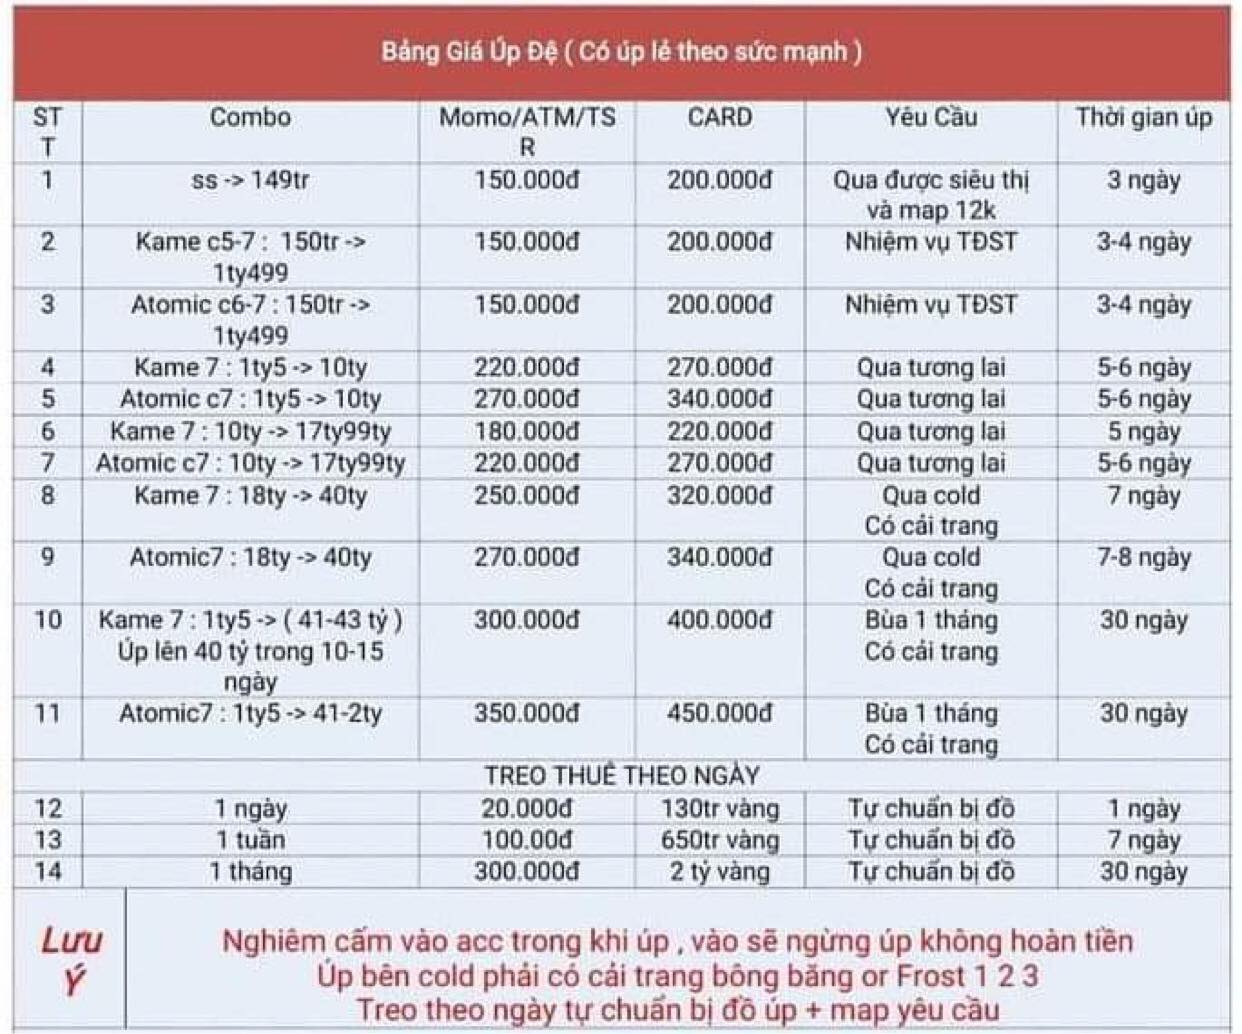 Bảng Giá Úp Đệ ( Có úp lẻ theo sức mạnh )
STT Combo Momo/ATM/TSR CARD Yêu Cầu Thời gian úp
1 ss -> 149tr 150.000đ 200.000đ Qua được siêu thị và map 12k 3 ngày
2 Kame c5-7 : 150tr -> 1ty499 150.000đ 200.000đ Nhiệm vụ TĐST 3-4 ngày
3 Atomic c6-7 : 150tr -> 1ty499 150.000đ 200.000đ Nhiệm vụ TĐST 3-4 ngày
4 Kame 7 : 1ty5 -> 10ty 220.000đ 270.000đ Qua tương lai 5-6 ngày
5 Atomic c7 : 1ty5 -> 10ty 270.000đ 340.000đ Qua tương lai 5-6 ngày
6 Kame 7 : 10ty -> 17ty99ty 180.000đ 220.000đ Qua tương lai 5 ngày
7 Atomic c7 : 10ty -> 17ty99ty 220.000đ 270.000đ Qua tương lai 5-6 ngày
8 Kame 7 : 18ty -> 40ty 250.000đ 320.000đ Qua cold Có cải trang 7 ngày
9 Atomic7 : 18ty -> 40ty 270.000đ 340.000đ Qua cold Có cải trang 7-8 ngày
10 Kame 7 : 1ty5 -> ( 41-43 tỷ ) Úp lên 40 tỷ trong 10-15 ngày 300.000đ 400.000đ Bùa 1 tháng Có cải trang 30 ngày
11 Atomic7 : 1ty5 -> 41-2ty 350.000đ 450.000đ Bùa 1 tháng Có cải trang 30 ngày
TREO THUÊ THEO NGÀY
12 1 ngày 20.000đ 130tr vàng Tự chuẩn bị đồ 1 ngày
13 1 tuần 100.00đ 650tr vàng Tự chuẩn bị đồ 7 ngày
14 1 tháng 300.000đ 2 tỷ vàng Tự chuẩn bị đồ 30 ngày
Lưu Ý
Nghiêm cấm vào acc trong khi úp , vào sẽ ngừng úp không hoàn tiền
Úp bên cold phải có cải trang bông băng or Frost 1 2 3
Treo theo ngày tự chuẩn bị đồ úp + map yêu cầu